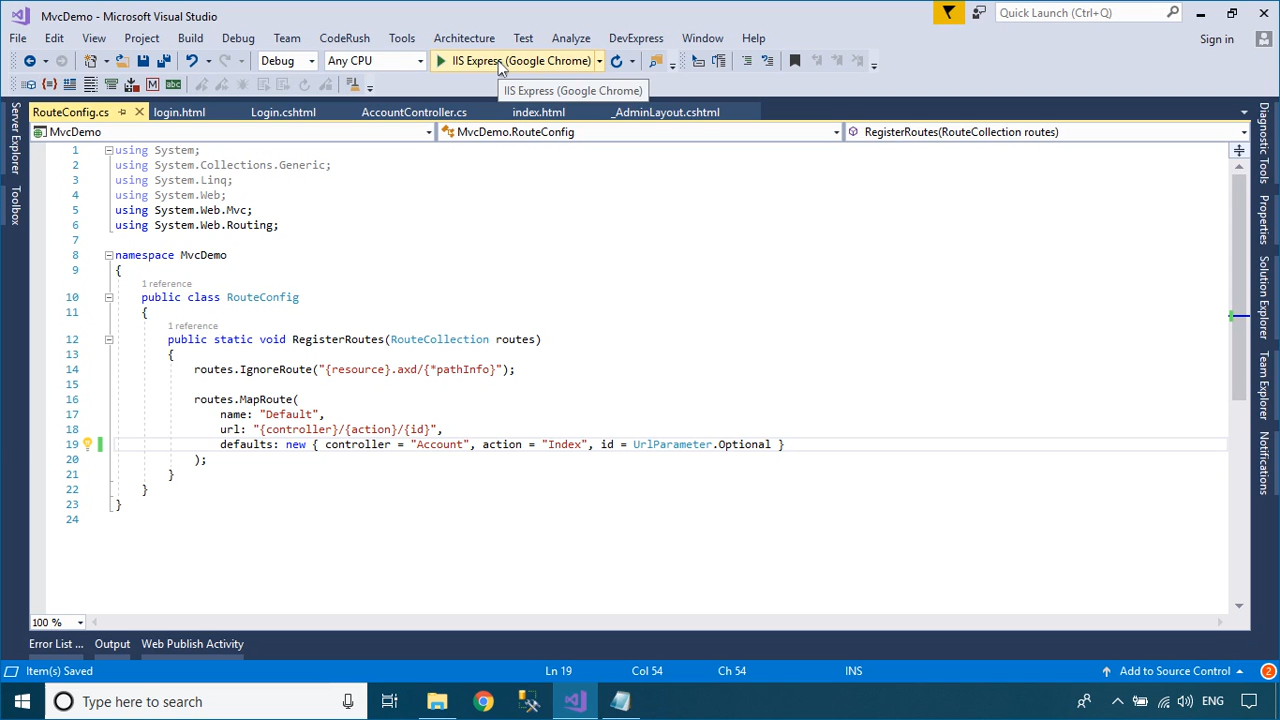 MvcDemo - Microsoft Visual Studio
Quick Launch (Ctrl+Q)
File Edit View Project Build Debug Team CodeRush Tools Architecture Test Analyze DevExpress Window Help
Sign in
Debug Any CPU IIS Express (Google Chrome)
IIS Express (Google Chrome)
RouteConfig.cs login.html Login.cshtml AccountController.cs index.html _AdminLayout.cshtml
MvcDemo MvcDemo.RouteConfig RegisterRoutes(RouteCollection routes)
Server Explorer
Toolbox
1 using System;
2 using System.Collections.Generic;
3 using System.Linq;
4 using System.Web;
5 using System.Web.Mvc;
6 using System.Web.Routing;
7
8 namespace MvcDemo
9 {
1 reference
10 public class RouteConfig
11 {
1 reference
12 public static void RegisterRoutes(RouteCollection routes)
13 {
14 routes.IgnoreRoute("{resource}.axd/{*pathInfo}");
15
16 routes.MapRoute(
17 name: "Default",
18 url: "{controller}/{action}/{id}",
19 defaults: new { controller = "Account", action = "Index", id = UrlParameter.Optional }
20 );
21 }
22 }
23 }
24
Diagnostic Tools
Properties
Solution Explorer
Team Explorer
Notifications
100 %
Error List ... Output Web Publish Activity
Item(s) Saved Ln 19 Col 54 Ch 54 INS Add to Source Control 2
Type here to search ENG